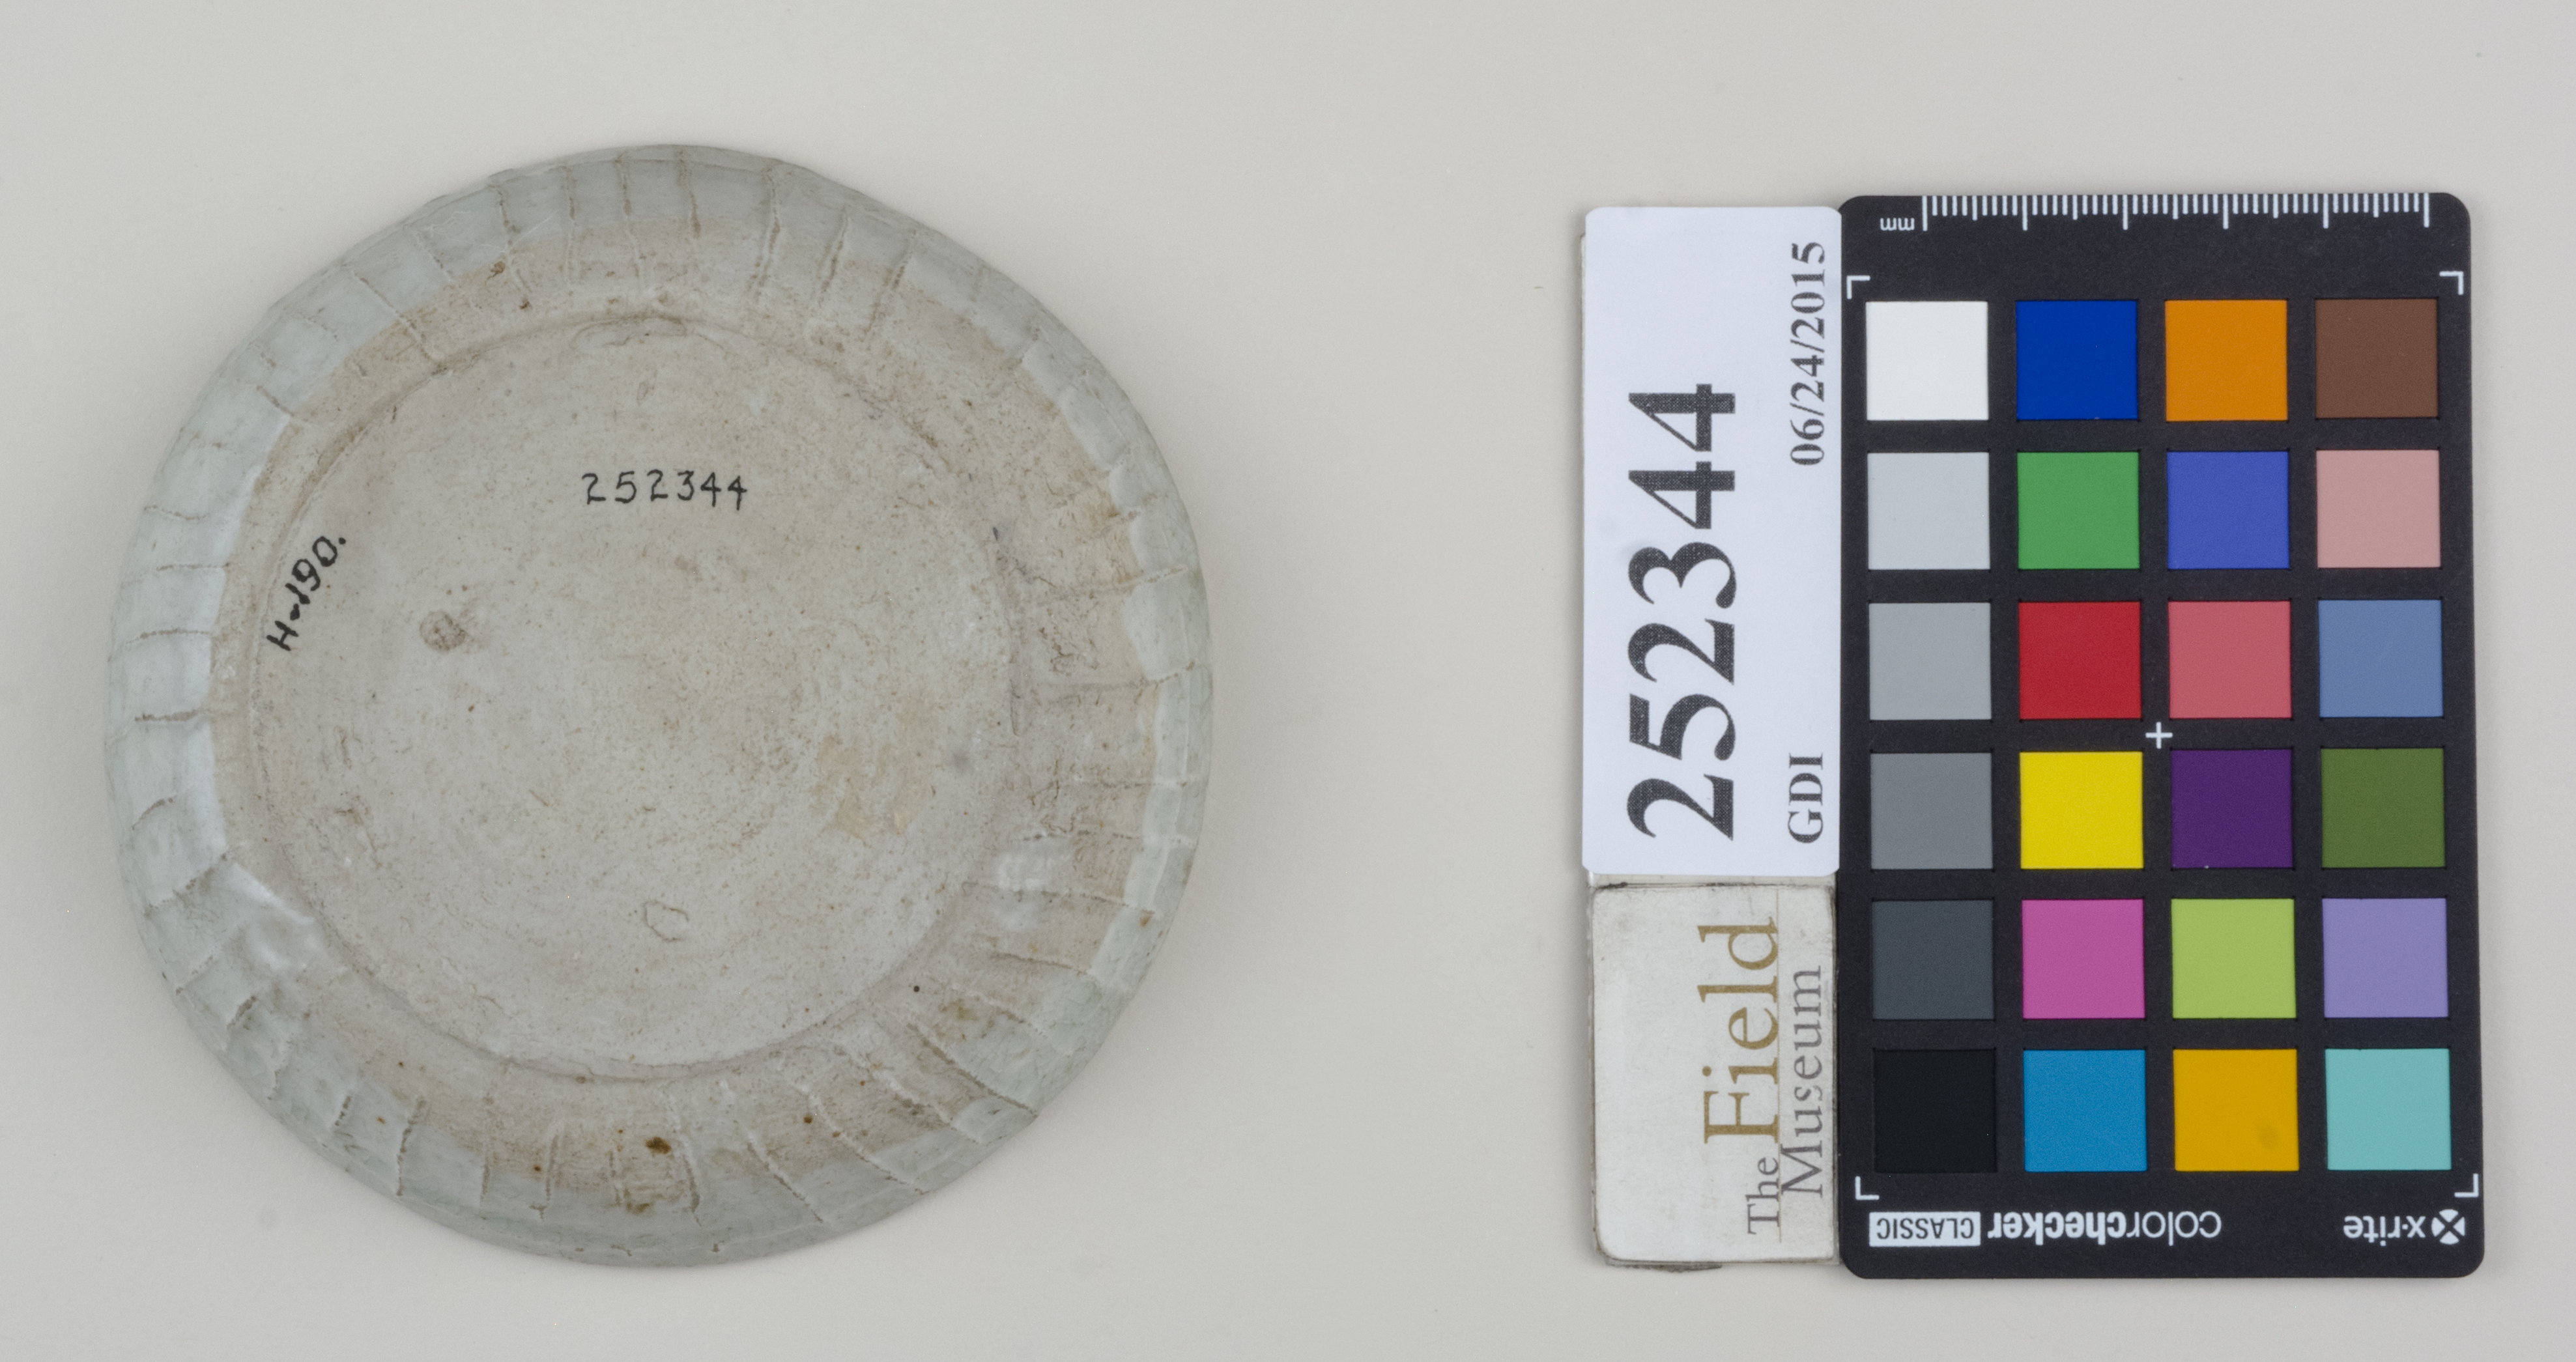 252344
H-190.
252344
GDI 06/24/2015
The Field
Museum
mm
x-rite colorchecker CLASSIC